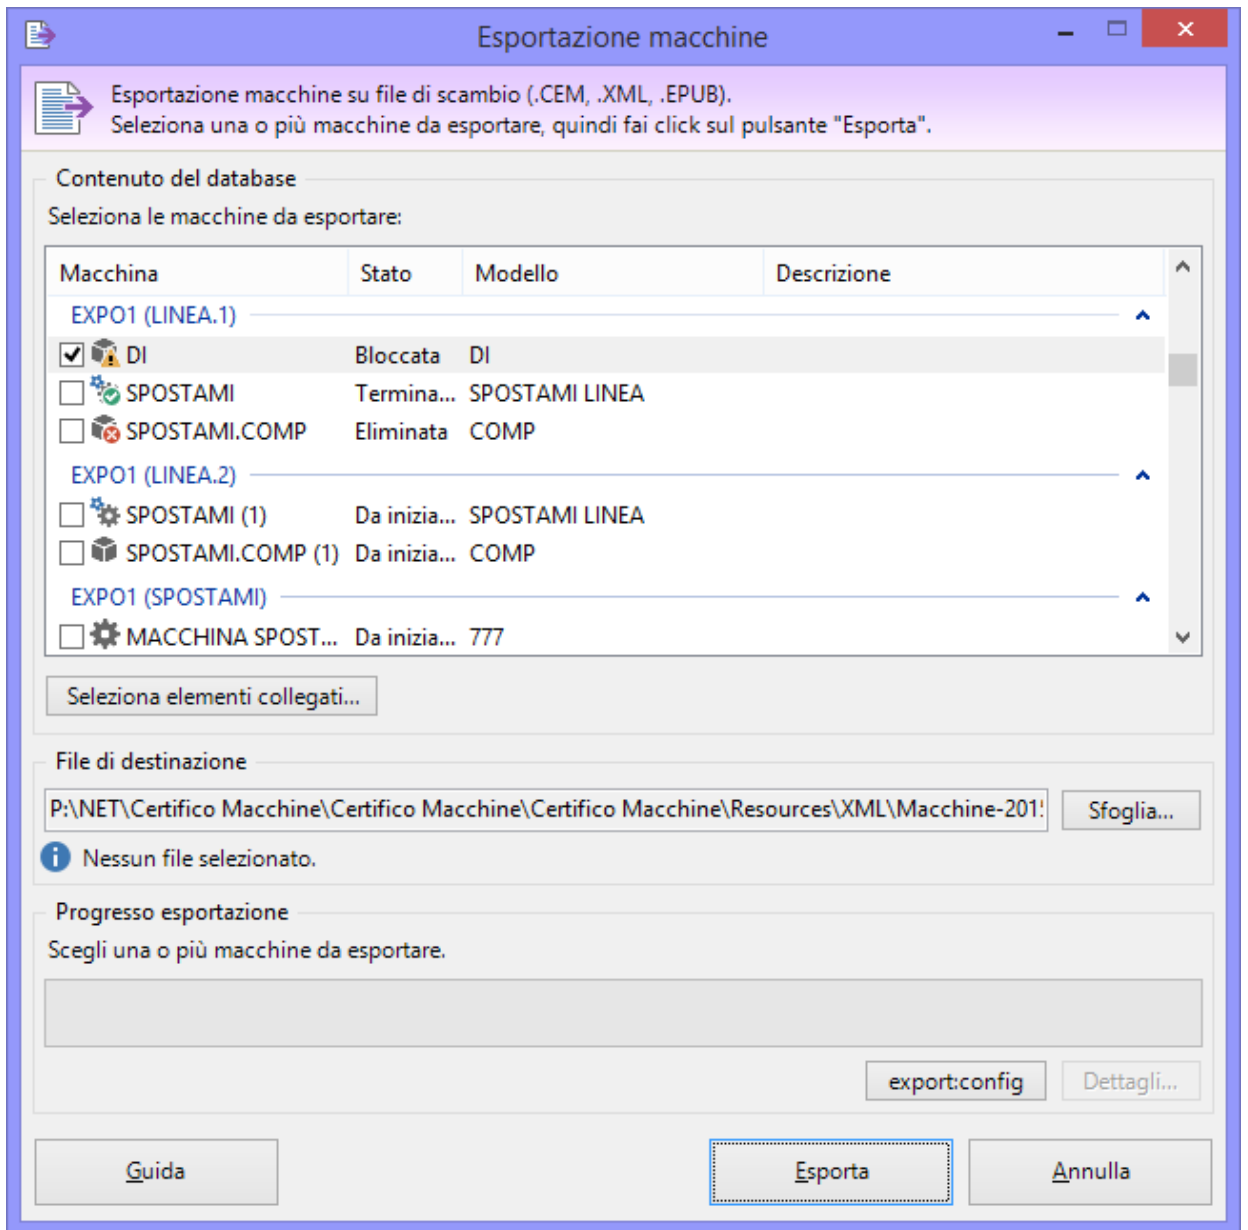 Esportazione macchine
Esportazione macchine su file di scambio (.CEM, .XML, .EPUB).
Seleziona una o più macchine da esportare, quindi fai click sul pulsante "Esporta".
Contenuto del database
Seleziona le macchine da esportare:
Macchina Stato Modello Descrizione
EXPO1 (LINEA.1)
DI Bloccata DI
SPOSTAMI Termina... SPOSTAMI LINEA
SPOSTAMI.COMP Eliminata COMP
EXPO1 (LINEA.2)
SPOSTAMI (1) Da inizia... SPOSTAMI LINEA
SPOSTAMI.COMP (1) Da inizia... COMP
EXPO1 (SPOSTAMI)
MACCHINA SPOST... Da inizia... 777
Seleziona elementi collegati...
File di destinazione
P:\NET\Certifico Macchine\Certifico Macchine\Certifico Macchine\Resources\XML\Macchine-201 Sfoglia...
Nessun file selezionato.
Progresso esportazione
Scegli una o più macchine da esportare.
export:config Dettagli...
Guida Esporta Annulla